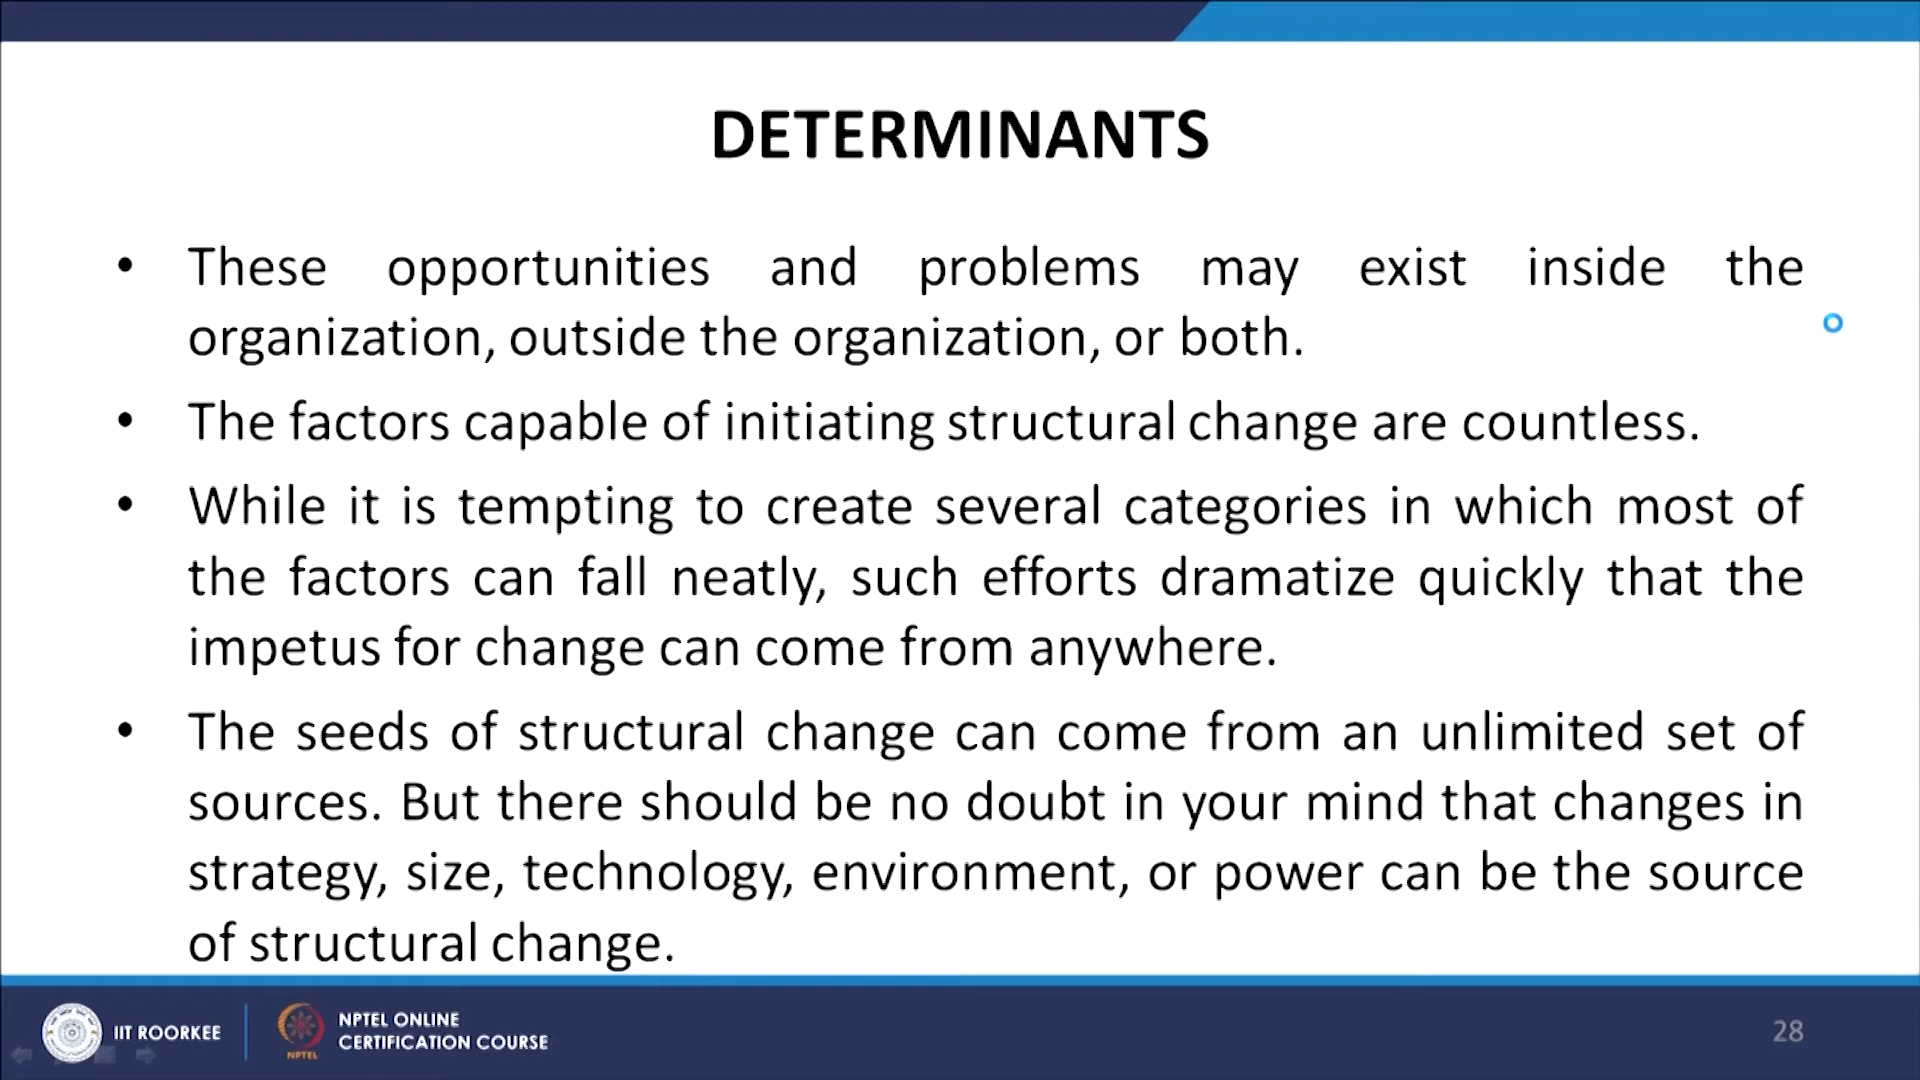 DETERMINANTS
• These opportunities and problems may exist inside the
organization, outside the organization, or both.
• The factors capable of initiating structural change are countless.
• While it is tempting to create several categories in which most of
the factors can fall neatly, such efforts dramatize quickly that the
impetus for change can come from anywhere.
• The seeds of structural change can come from an unlimited set of
sources. But there should be no doubt in your mind that changes in
strategy, size, technology, environment, or power can be the source
of structural change.
IIT ROORKEE
NPTEL
NPTEL ONLINE
CERTIFICATION COURSE
28